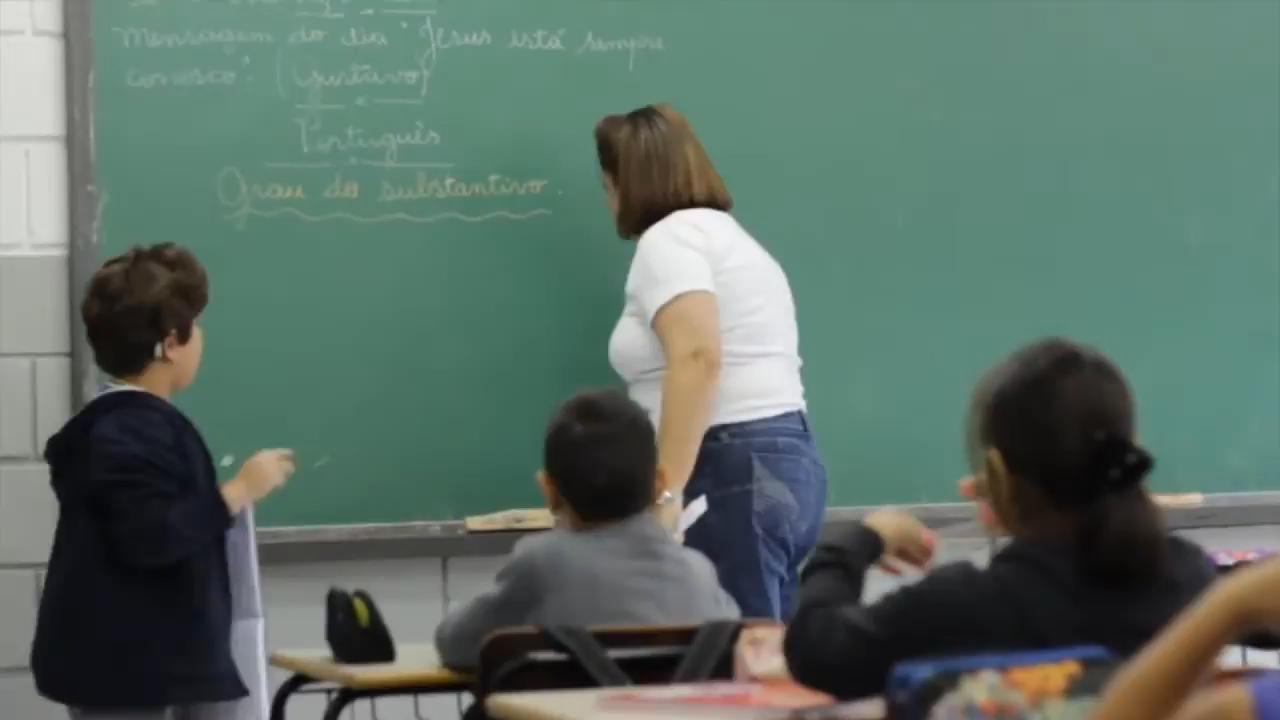 Mensagem do dia "Jesus está sempre
conosco". (Gustavo)
Português
Grau do substantivo.